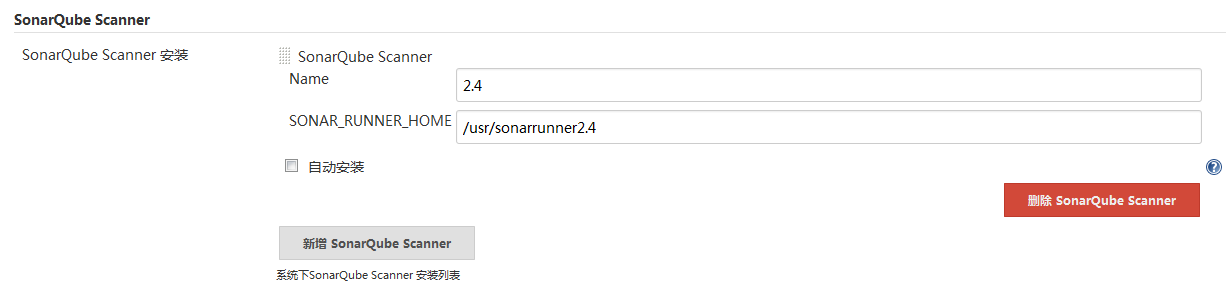 SonarQube Scanner
SonarQube Scanner 安装
SonarQube Scanner
Name
2.4
SONAR_RUNNER_HOME
/usr/sonarrunner2.4
自动安装
删除 SonarQube Scanner
新增 SonarQube Scanner
系统下SonarQube Scanner 安装列表